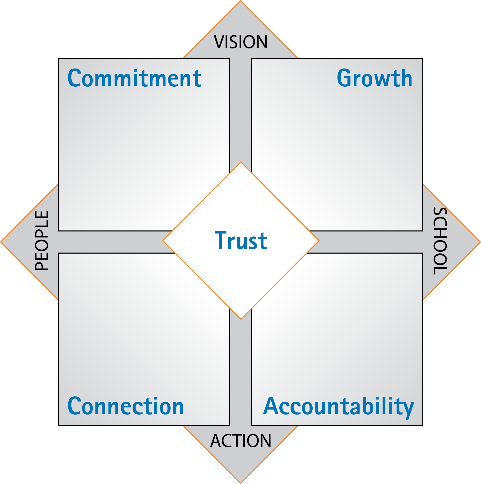 VISION
Commitment
Growth
PEOPLE
Trust
SCHOOL
Connection
Accountability
ACTION